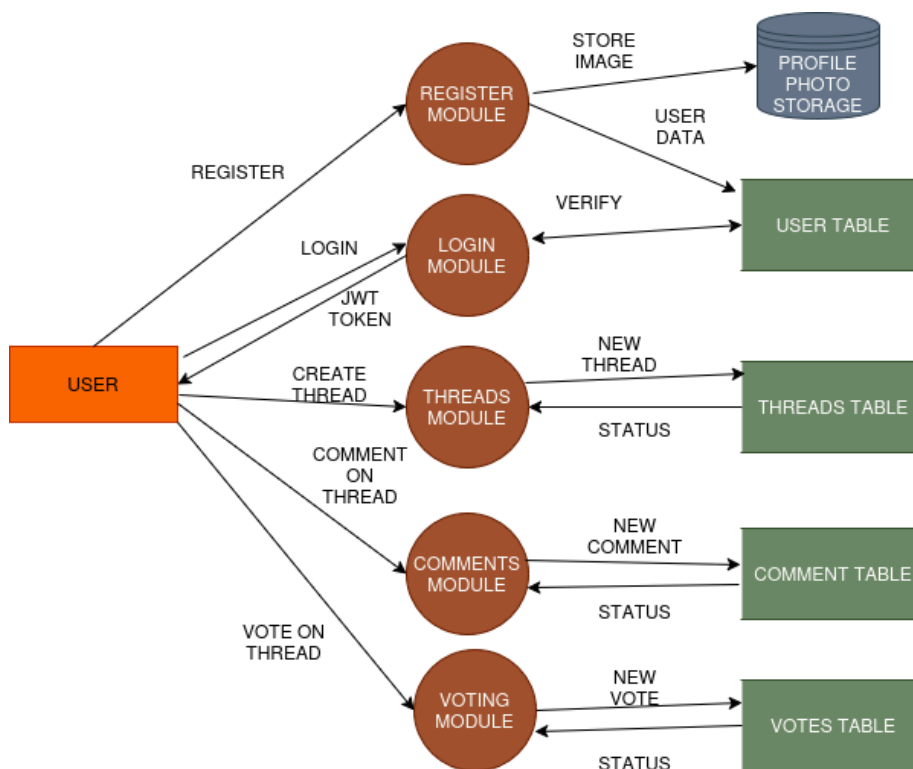 STORE
IMAGE
PROFILE
PHOTO
STORAGE
REGISTER
MODULE
USER
DATA
REGISTER
VERIFY
USER TABLE
LOGIN
LOGIN
MODULE
JWT
TOKEN
USER
CREATE
THREAD
THREADS
MODULE
NEW
THREAD
STATUS
THREADS TABLE
COMMENT
ON
THREAD
COMMENTS
MODULE
NEW
COMMENT
STATUS
COMMENT TABLE
VOTE ON
THREAD
VOTING
MODULE
NEW
VOTE
STATUS
VOTES TABLE